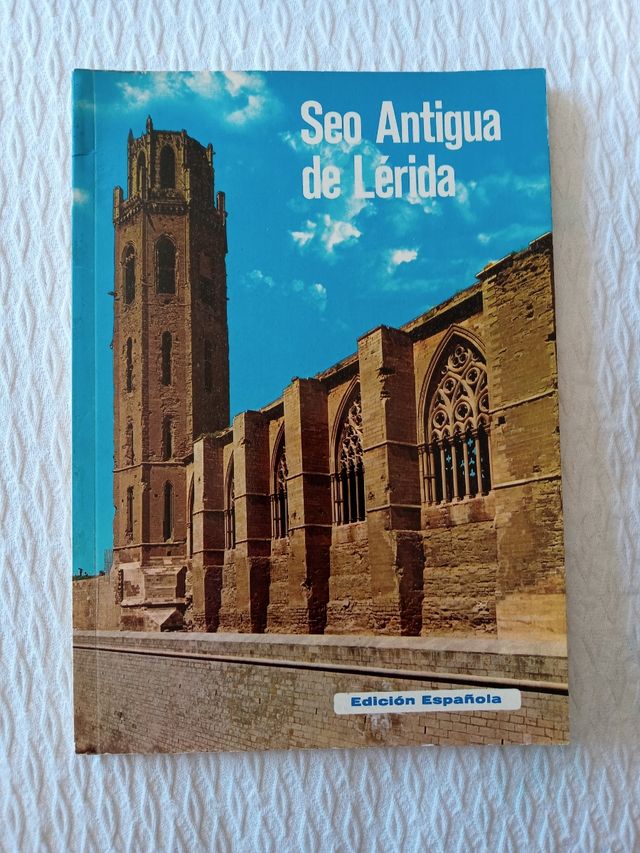 Seo Antigua
de Lérida
Edición Española